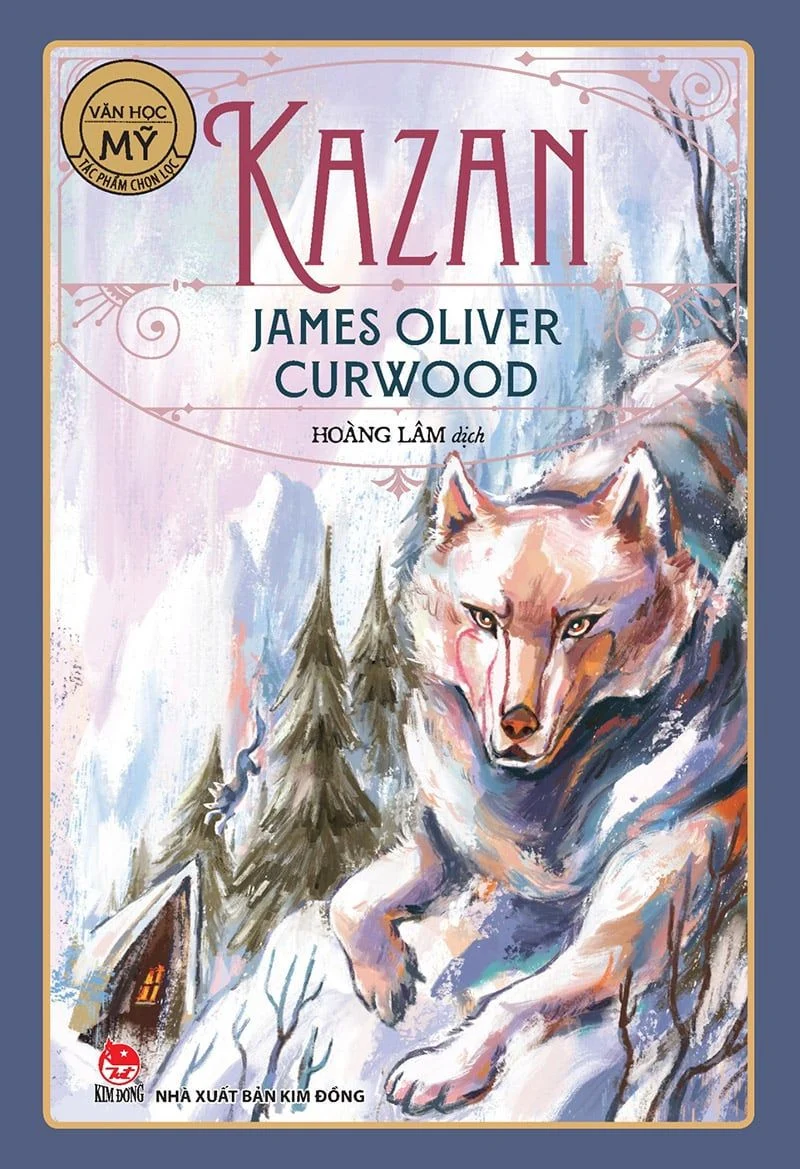 VĂN HỌC
MỸ
TÁC PHẨM CHỌN LỌC
KAZAN
JAMES OLIVER
CURWOOD
HOÀNG LÂM dịch
KIM ĐỒNG
NHÀ XUẤT BẢN KIM ĐỒNG